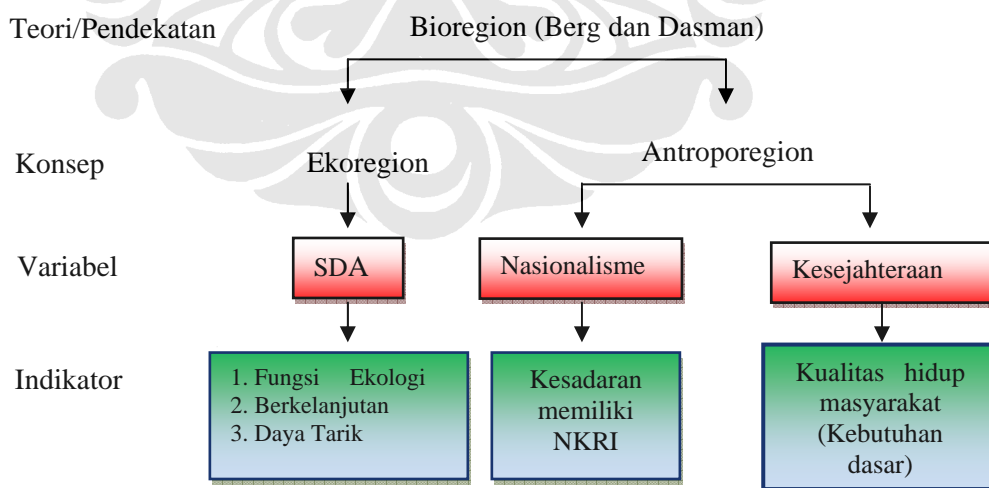 Teori/Pendekatan
Bioregion (Berg dan Dasman)
Konsep
Ekoregion
Antroporegion
Variabel
SDA
Nasionalisme
Kesejahteraan
Indikator
1. Fungsi Ekologi
2. Berkelanjutan
3. Daya Tarik
Kesadaran
memiliki
NKRI
Kualitas hidup
masyarakat
(Kebutuhan
dasar)